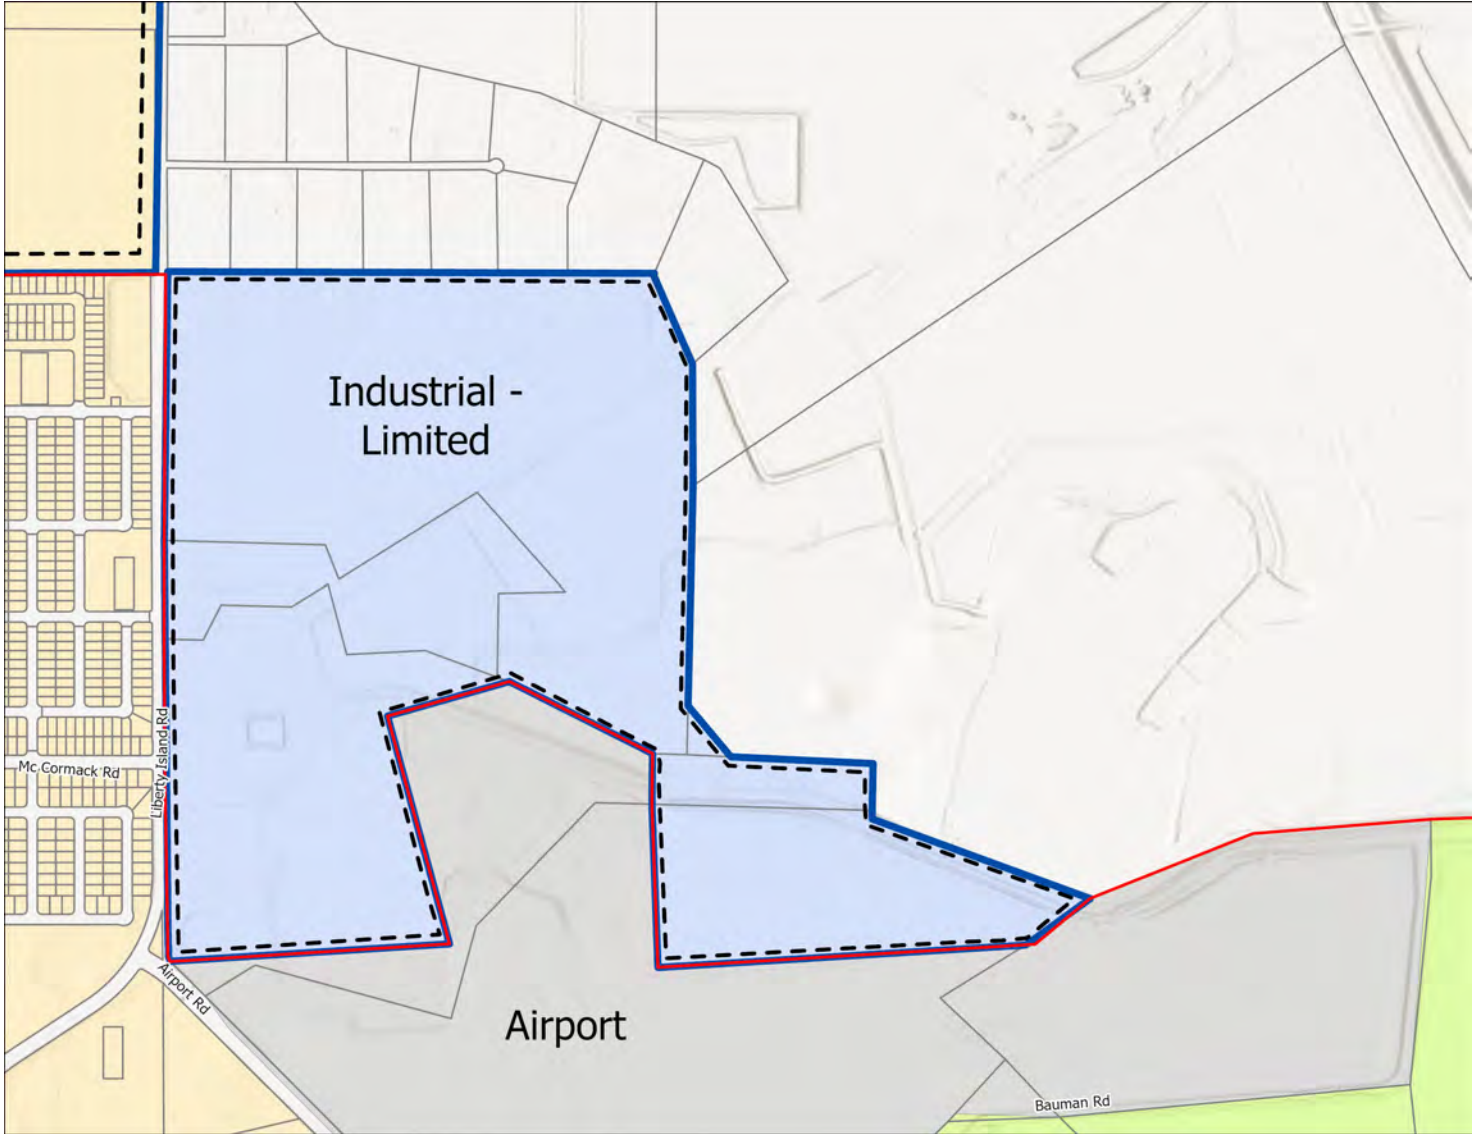 Industrial -
Limited
Liberty Island Rd
Mc Cormack Rd
Airport Rd
Airport
Bauman Rd